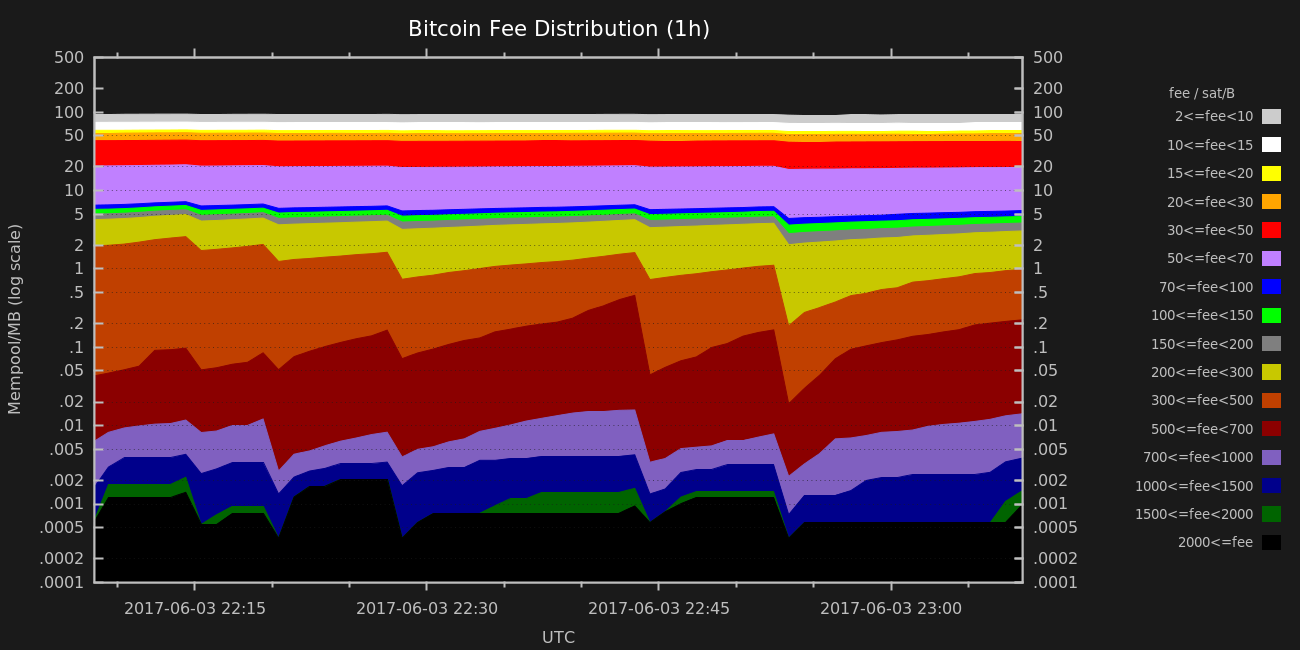 Bitcoin Fee Distribution (1h)
Mempool/MB (log scale)
500
200
100
50
20
10
5
2
1
.5
.2
.1
.05
.02
.01
.005
.002
.001
.0005
.0002
.0001
500
200
100
50
20
10
5
2
1
.5
.2
.1
.05
.02
.01
.005
.002
.001
.0005
.0002
.0001
fee / sat/B
2<=fee<10
10<=fee<15
15<=fee<20
20<=fee<30
30<=fee<50
50<=fee<70
70<=fee<100
100<=fee<150
150<=fee<200
200<=fee<300
300<=fee<500
500<=fee<700
700<=fee<1000
1000<=fee<1500
1500<=fee<2000
2000<=fee
2017-06-03 22:15 2017-06-03 22:30 2017-06-03 22:45 2017-06-03 23:00
UTC